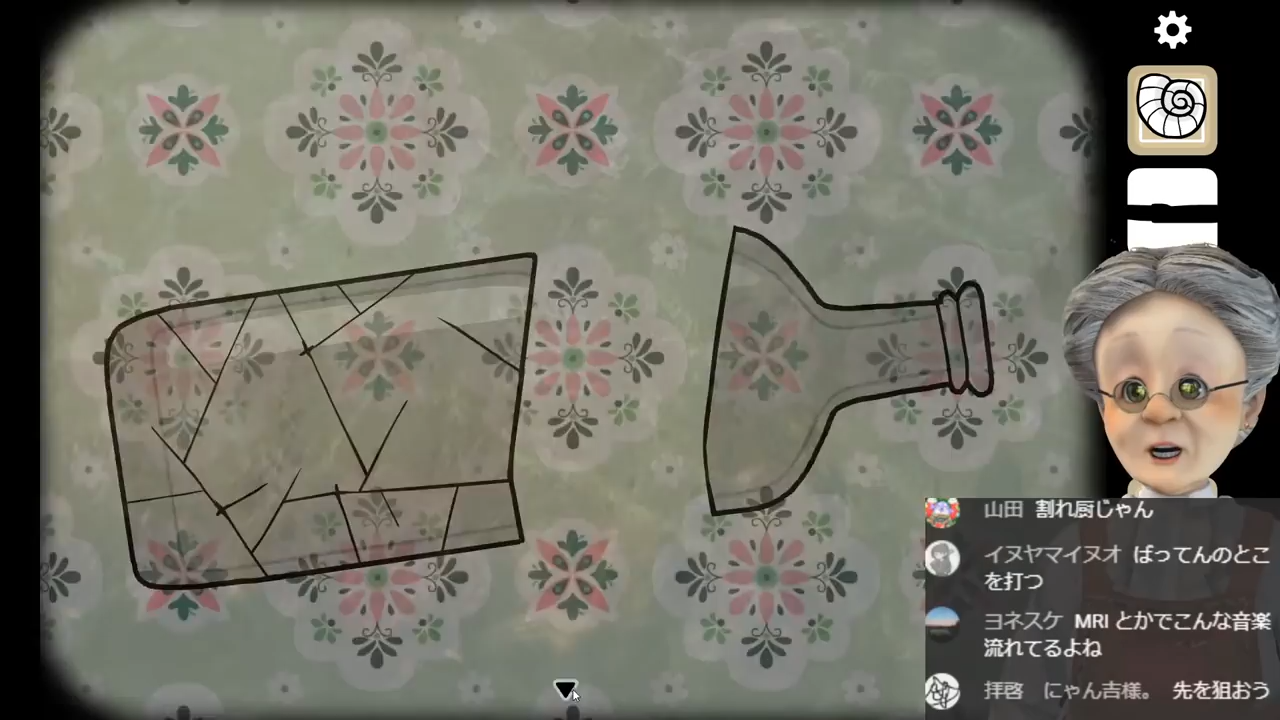 山田 割れ厨じゃん
イヌヤマイヌオ ばってんのとこ
を打つ
ヨネスケ MRI とかでこんな音楽
流れてるよね
拝啓 にゃん吉様。 先を狙おう